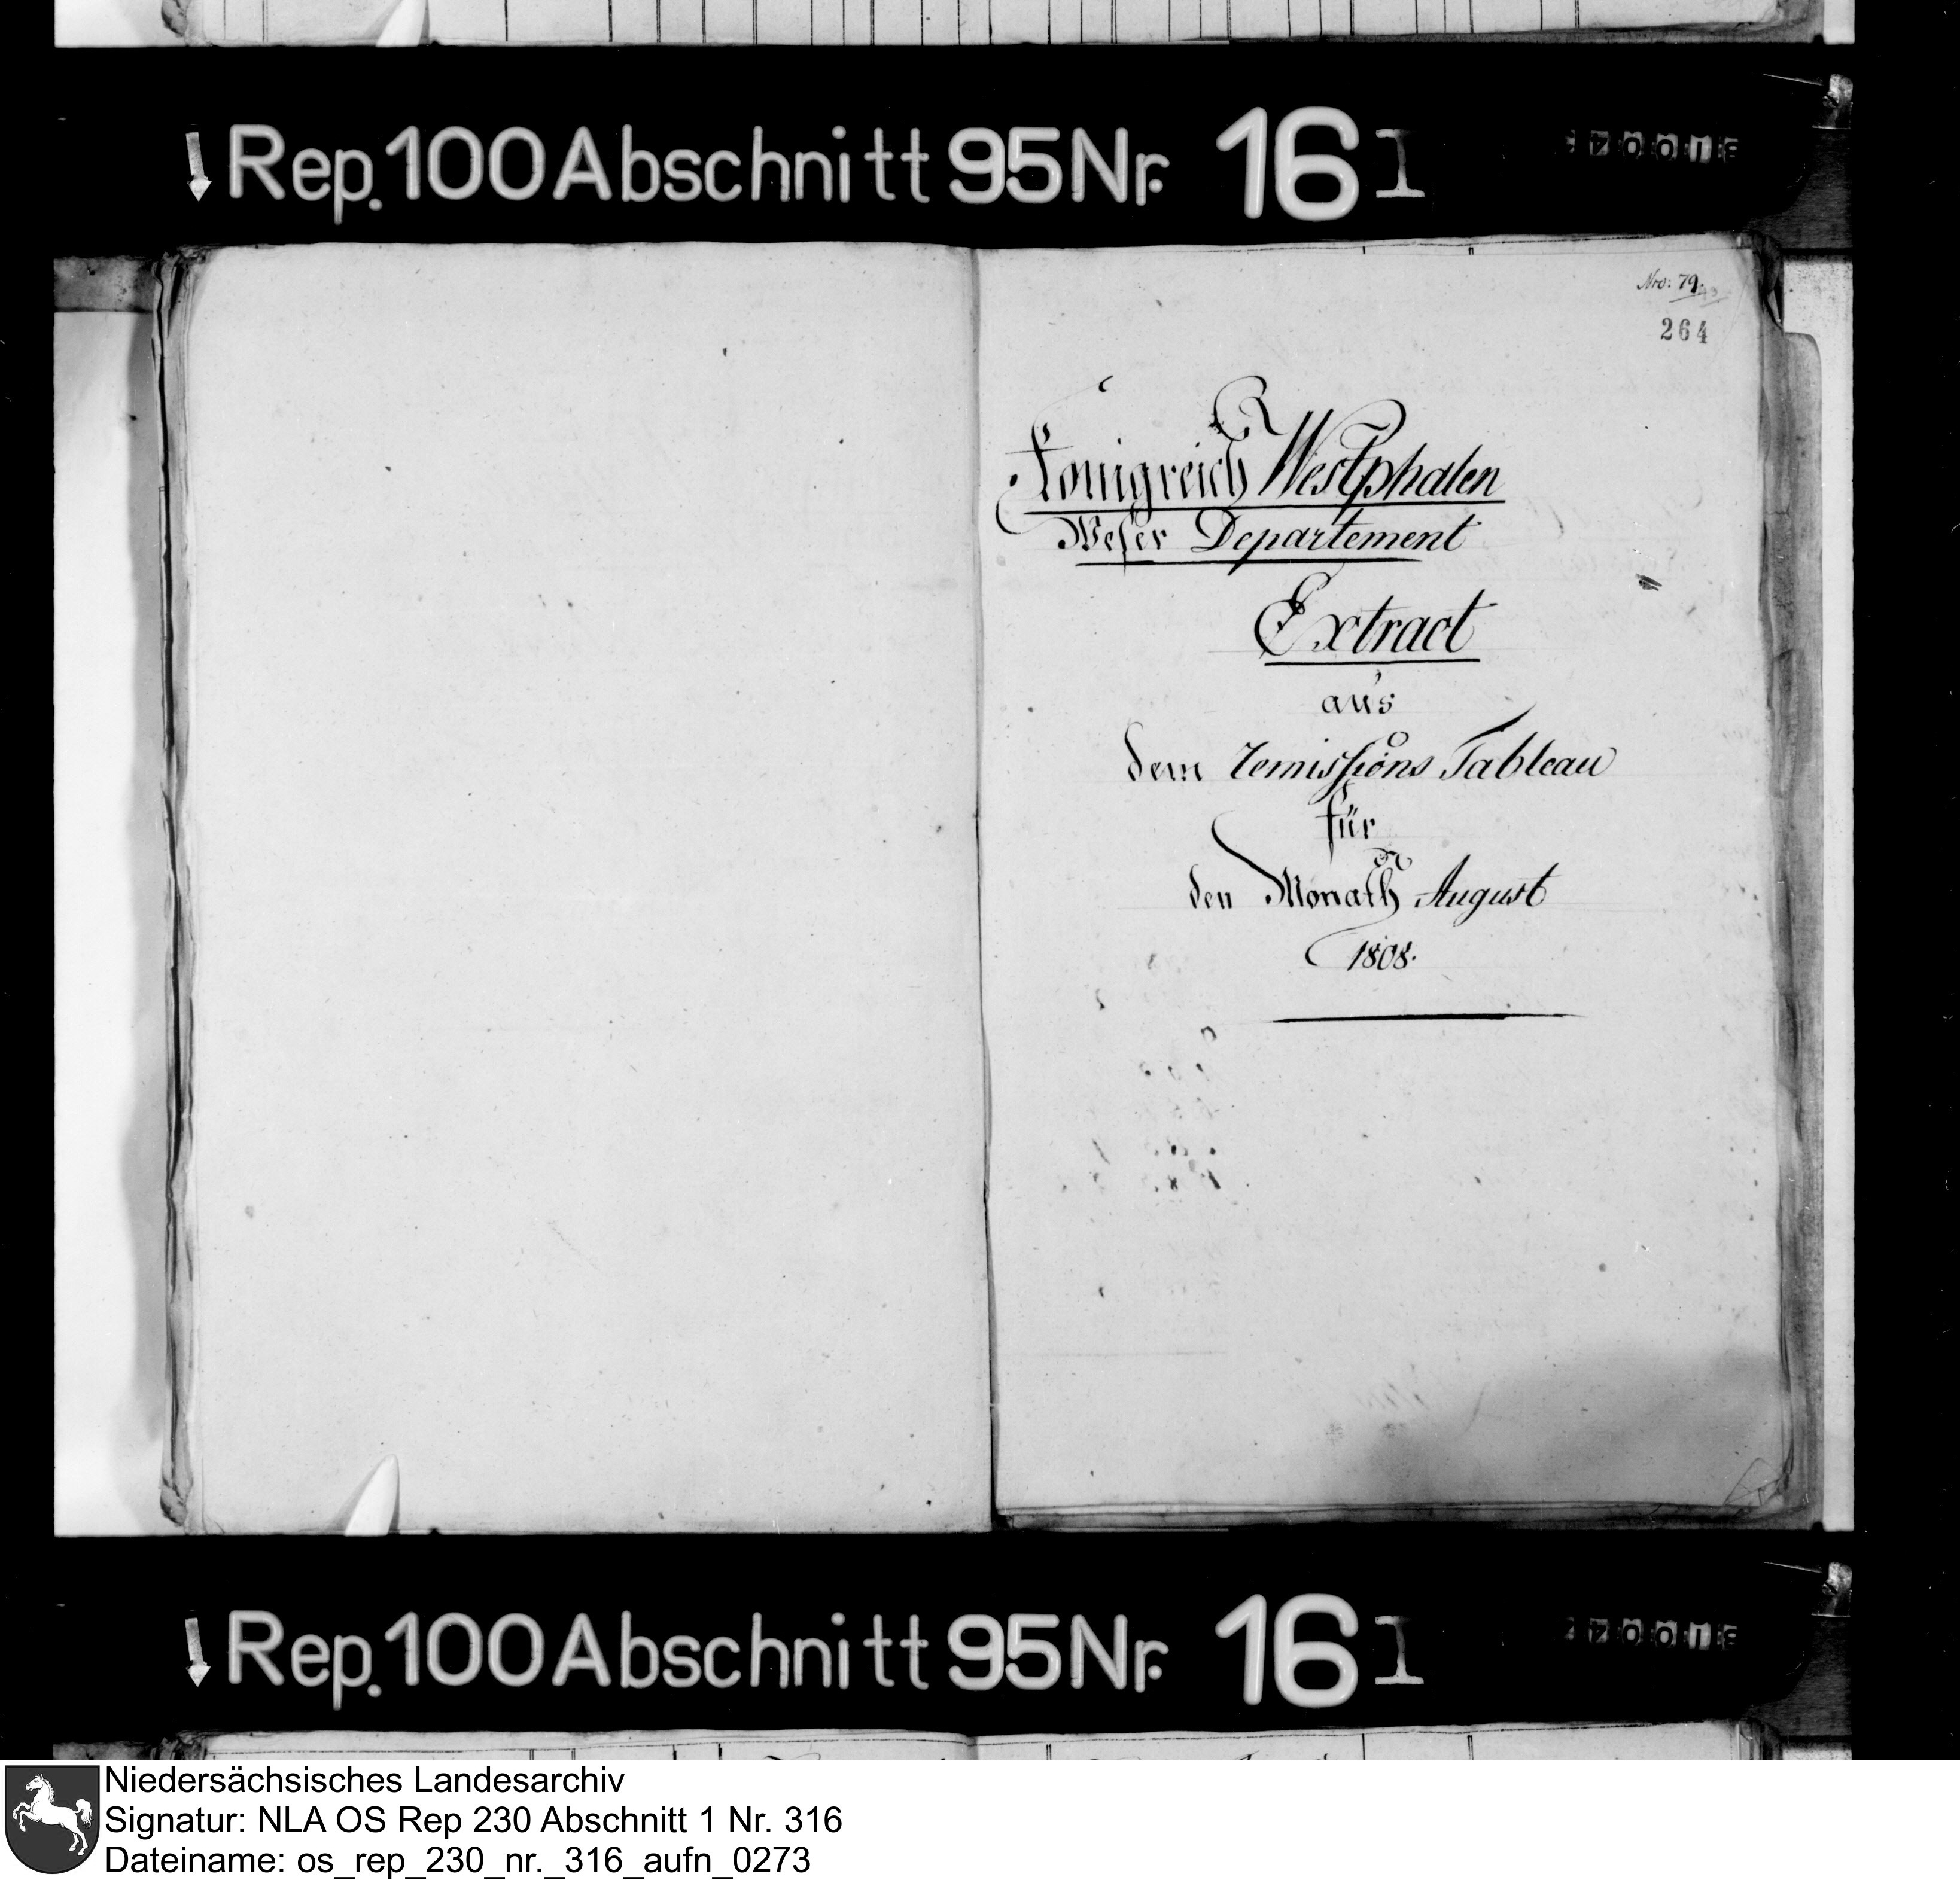 Rep. 100 Abschnitt 95 Nr. 16 I
Nro: 79.
264
Königreich Westphalen
Weser Departement
Extract
aus
dem remissions Tableau
für
den Monath August
1808.
Rep. 100 Abschnitt 95 Nr. 16 I
Niedersächsisches Landesarchiv
Signatur: NLA OS Rep 230 Abschnitt 1 Nr. 316
Dateiname: os_rep_230_nr._316_aufn_0273